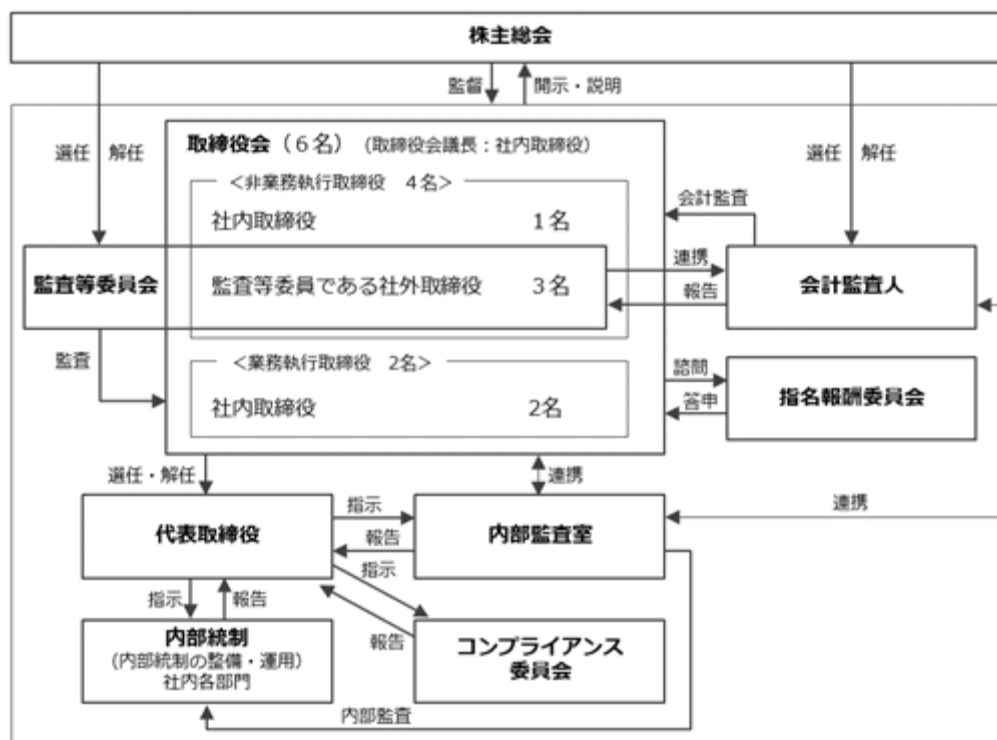 株主総会
監督
開示・説明
選任
解任
選任
解任
取締役会（6名）（取締役会議長：社内取締役）
＜非業務執行取締役　4名＞
社内取締役　1名
会計監査
監査等委員会
監査等委員である社外取締役　3名
連携
報告
会計監査人
監査
＜業務執行取締役　2名＞
社内取締役　2名
諮問
答申
指名報酬委員会
選任・解任
連携
代表取締役
指示
報告
内部監査室
連携
指示
報告
指示
報告
内部統制
（内部統制の整備・運用）
社内各部門
コンプライアンス
委員会
内部監査